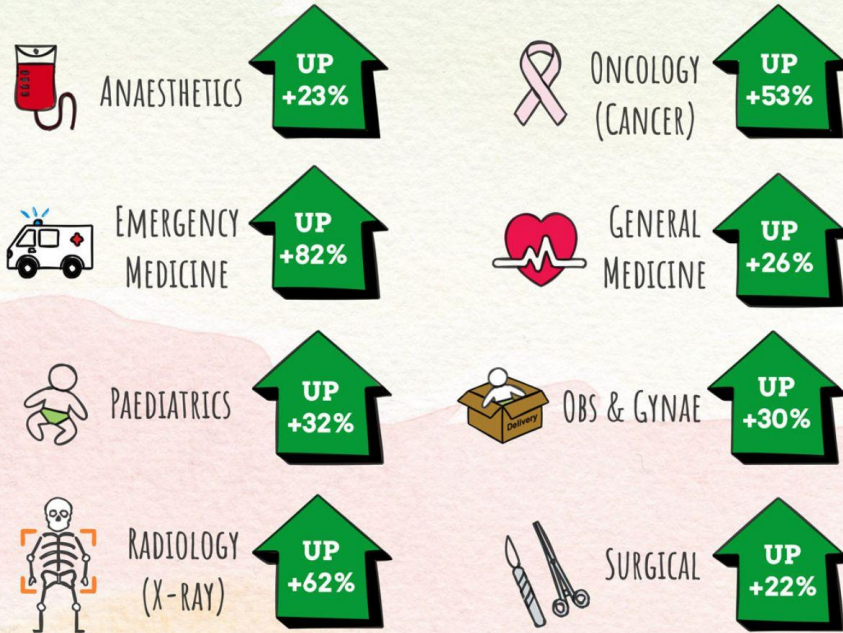 ANAESTHETICS
UP
+23%
ONCOLOGY
(CANCER)
UP
+53%
EMERGENCY
MEDICINE
UP
+82%
GENERAL
MEDICINE
UP
+26%
PAEDIATRICS
UP
+32%
Delivery
OBS & GYNAE
UP
+30%
RADIOLOGY
(X-RAY)
UP
+62%
SURGICAL
UP
+22%